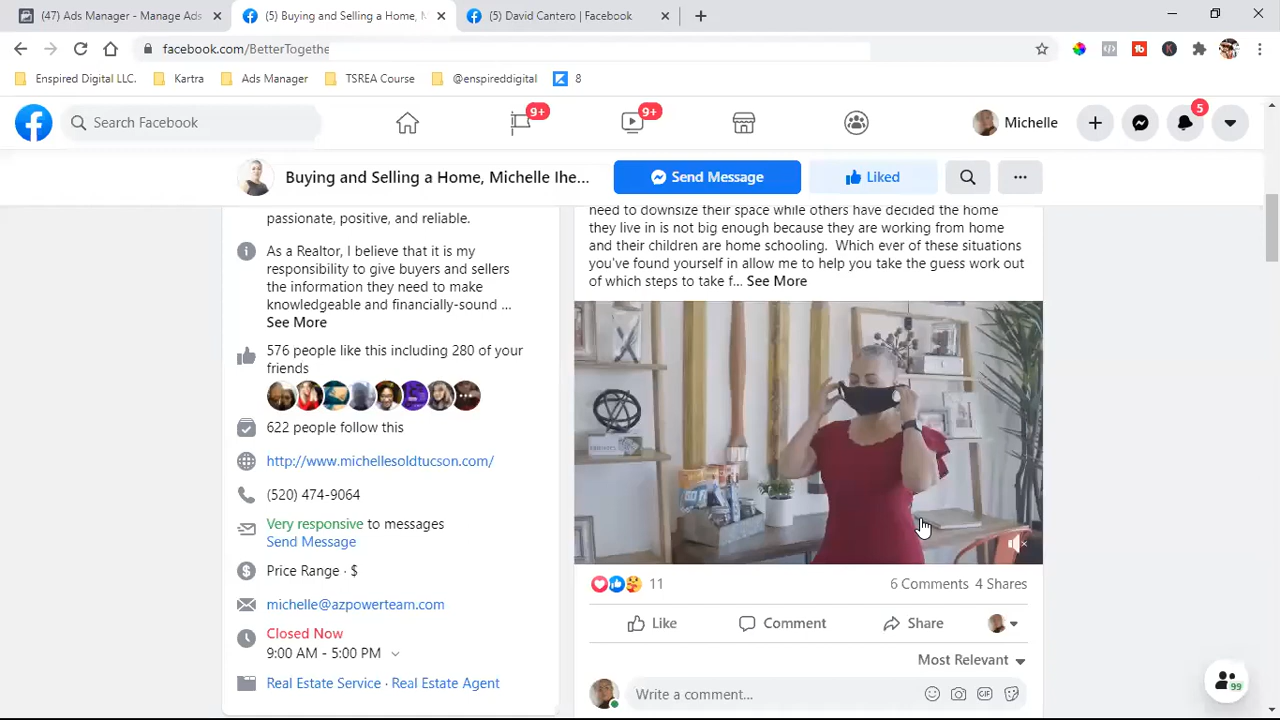 (47) Ads Manager - Manage Ads
(5) Buying and Selling a Home, M
(5) David Cantero | Facebook
facebook.com/BetterTogethe
Enspired Digital LLC.
Kartra
Ads Manager
TSREA Course
@enspireddigital
8
Search Facebook
9+
9+
Michelle
5
Buying and Selling a Home, Michelle Ihe...
Send Message
Liked
passionate, positive, and reliable.
As a Realtor, I believe that it is my
responsibility to give buyers and sellers
the information they need to make
knowledgeable and financially-sound ...
See More
576 people like this including 280 of your
friends
622 people follow this
http://www.michellesoldtucson.com/
(520) 474-9064
Very responsive to messages
Send Message
Price Range · $
michelle@azpowerteam.com
Closed Now
9:00 AM - 5:00 PM
Real Estate Service · Real Estate Agent
need to downsize their space while others have decided the home
they live in is not big enough because they are working from home
and their children are home schooling. Which ever of these situations
you've found yourself in allow me to help you take the guess work out
of which steps to take f... See More
11
6 Comments 4 Shares
Like
Comment
Share
Most Relevant
Write a comment...
GIF
99